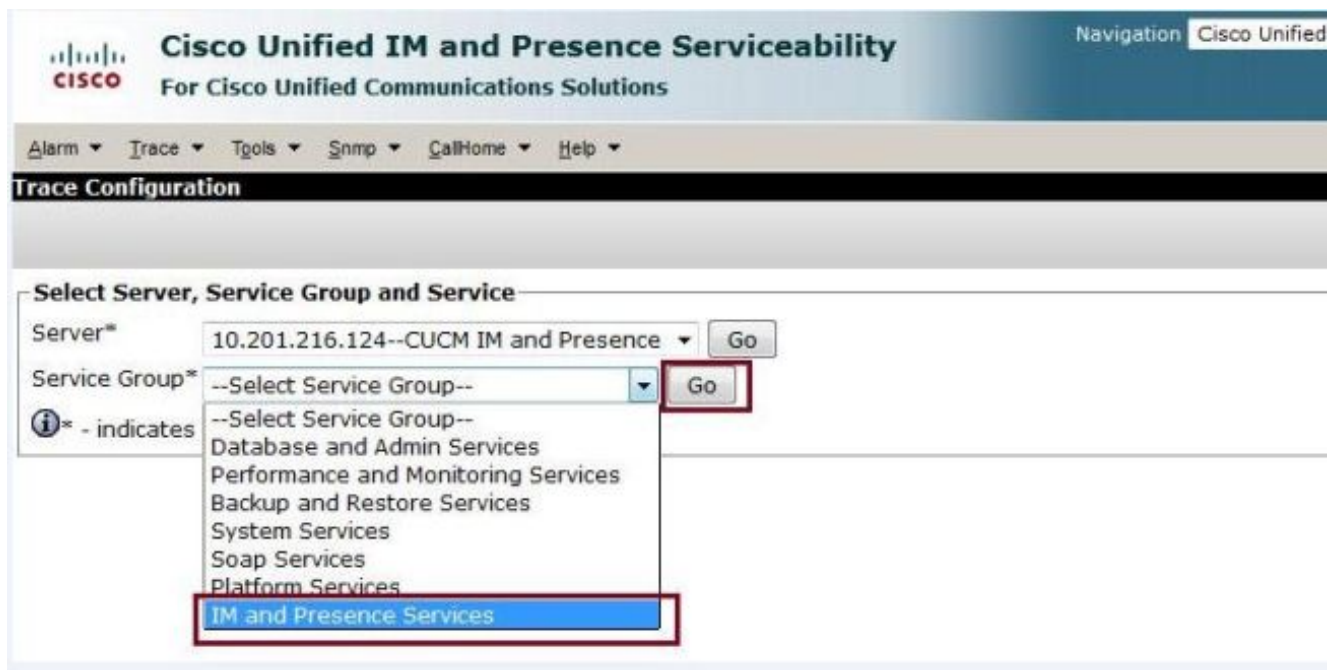 Cisco Unified IM and Presence Serviceability
Navigation Cisco Unified
CISCO
For Cisco Unified Communications Solutions
Alarm Trace Tools Snmp CallHome Help
Trace Configuration
Select Server, Service Group and Service
Server* 10.201.216.124--CUCM IM and Presence Go
Service Group* --Select Service Group-- Go
* - indicates
--Select Service Group--
Database and Admin Services
Performance and Monitoring Services
Backup and Restore Services
System Services
Soap Services
Platform Services
IM and Presence Services